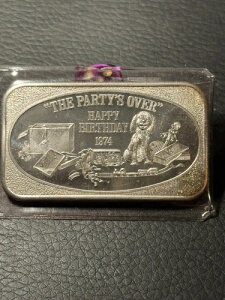 "THE PARTY'S OVER"
HAPPY
BIRTHDAY
1974